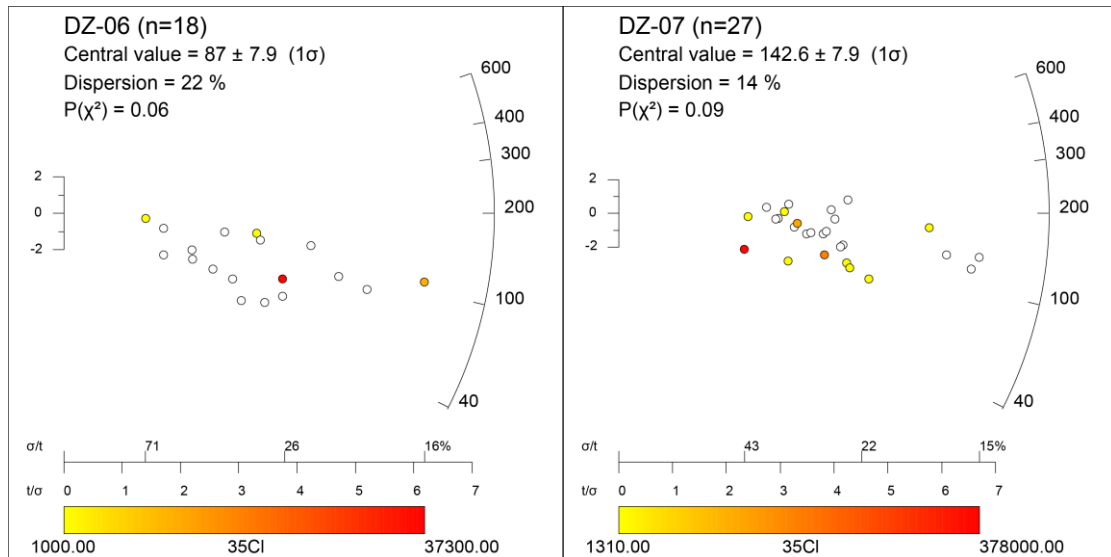 DZ-06 (n=18)
Central value = 87 ± 7.9 (1σ)
Dispersion = 22 %
P(χ²) = 0.06
600
400
300
200
100
40
2
0
-2
σ/t
71
26
16%
t/σ
0 1 2 3 4 5 6 7
1000.00 35Cl 37300.00
DZ-07 (n=27)
Central value = 142.6 ± 7.9 (1σ)
Dispersion = 14 %
P(χ²) = 0.09
600
400
300
200
100
40
2
0
-2
σ/t
43
22
15%
t/σ
0 1 2 3 4 5 6 7
1310.00 35Cl 378000.00